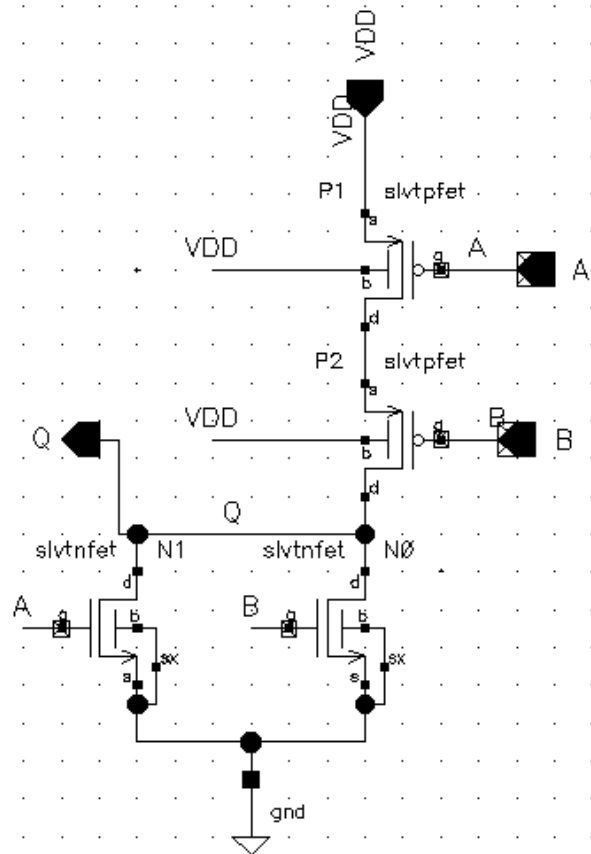 VDD
VDD
P1 slvtpfet
s
VDD
b
g
A
A
d
P2 slvtpfet
s
VDD
b
g
B
B
d
Q
Q
slvtnfet N1
slvtnfet N0
d
d
A
g
b
sx
s
B
g
b
sx
s
gnd